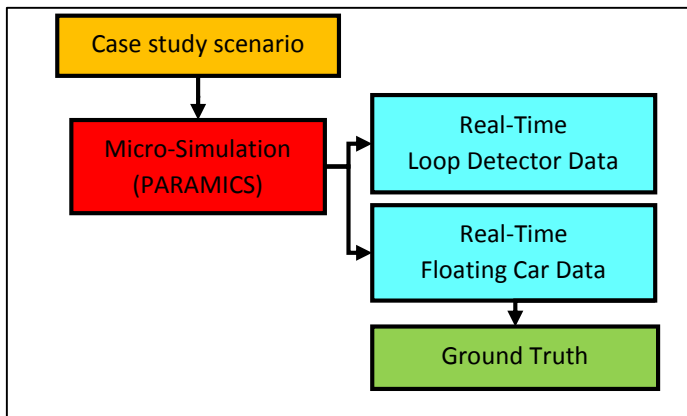 Case study scenario
Micro-Simulation
(PARAMICS)
Real-Time
Loop Detector Data
Real-Time
Floating Car Data
Ground Truth